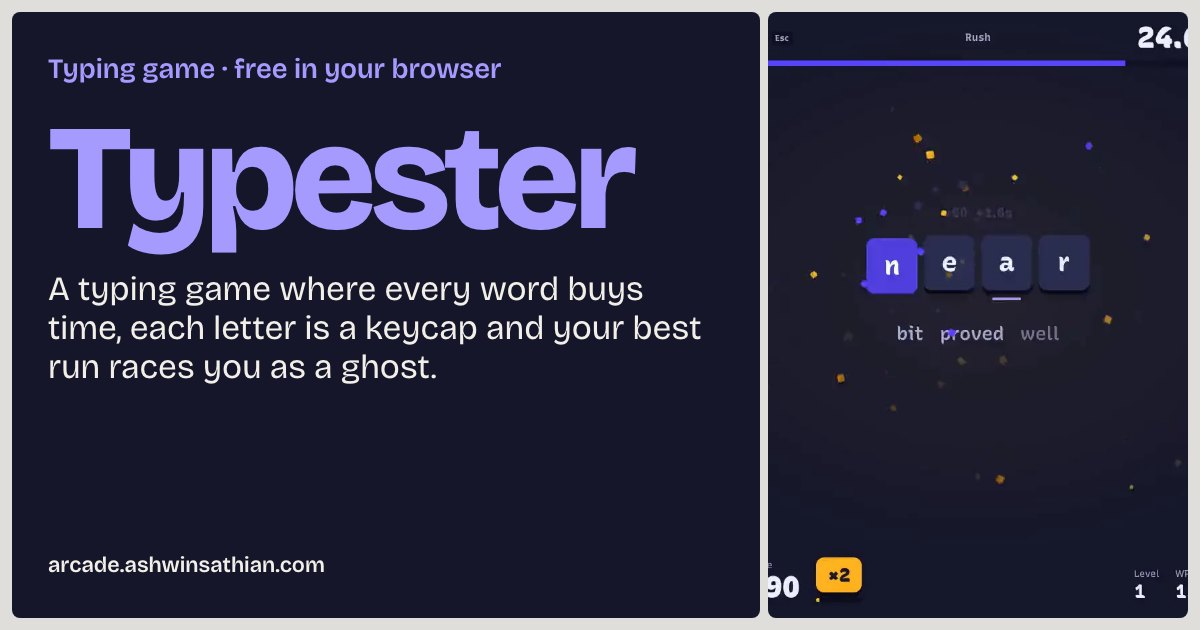 Typing game · free in your browser
Typester
A typing game where every word buys
time, each letter is a keycap and your best
run races you as a ghost.
arcade.ashwinsathian.com
Esc
Rush
24.
n e a r
bit proved well
90
×2
Level
1
1